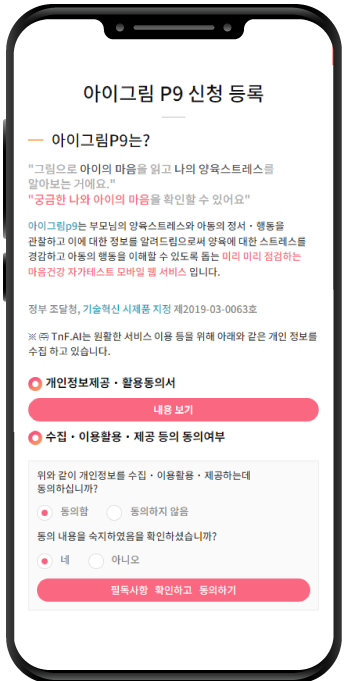 아이그림 P9 신청 등록
아이그림P9는?
"그림으로 아이의 마음을 읽고 나의 양육스트레스를
알아보는 거에요."
"궁금한 나와 아이의 마음을 확인할 수 있어요"
아이그림p9는 부모님의 양육스트레스와 아동의 정서・행동을
관찰하고 이에 대한 정보를 알려드림으로써 양육에 대한 스트레스를
경감하고 아동의 행동을 이해할 수 있도록 돕는 미리 미리 점검하는
마음건강 자가테스트 모바일 웹 서비스 입니다.
정부 조달청, 기술혁신 시제품 지정 제2019-03-0063호
※ ㈜ TnF.AI는 원활한 서비스 이용 등을 위해 아래와 같은 개인 정보를
수집 하고 있습니다.
개인정보제공・활용동의서
내용 보기
수집・이용활용・제공 등의 동의여부
위와 같이 개인정보를 수집・이용활용・제공하는데
동의하십니까?
동의함 동의하지 않음
동의 내용을 숙지하였음을 확인하셨습니까?
네 아니오
필독사항 확인하고 동의하기